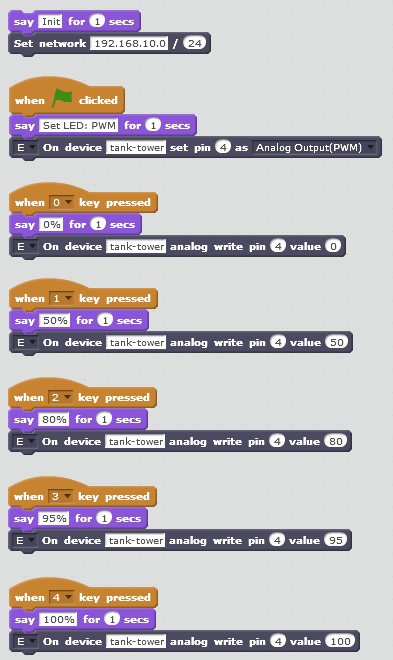 say Init for 1 secs
Set network 192.168.10.0 / 24
when clicked
say Set LED: PWM for 1 secs
E On device tank-tower set pin 4 as Analog Output(PWM)
when 0 key pressed
say 0% for 1 secs
E On device tank-tower analog write pin 4 value 0
when 1 key pressed
say 50% for 1 secs
E On device tank-tower analog write pin 4 value 50
when 2 key pressed
say 80% for 1 secs
E On device tank-tower analog write pin 4 value 80
when 3 key pressed
say 95% for 1 secs
E On device tank-tower analog write pin 4 value 95
when 4 key pressed
say 100% for 1 secs
E On device tank-tower analog write pin 4 value 100